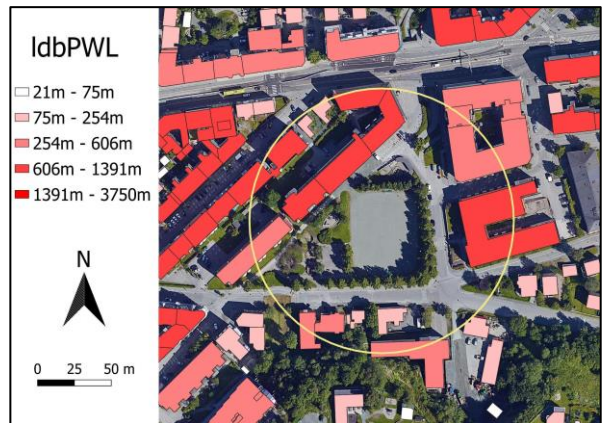 ldbPWL
21m - 75m
75m - 254m
254m - 606m
606m - 1391m
1391m - 3750m
N
0 25 50 m